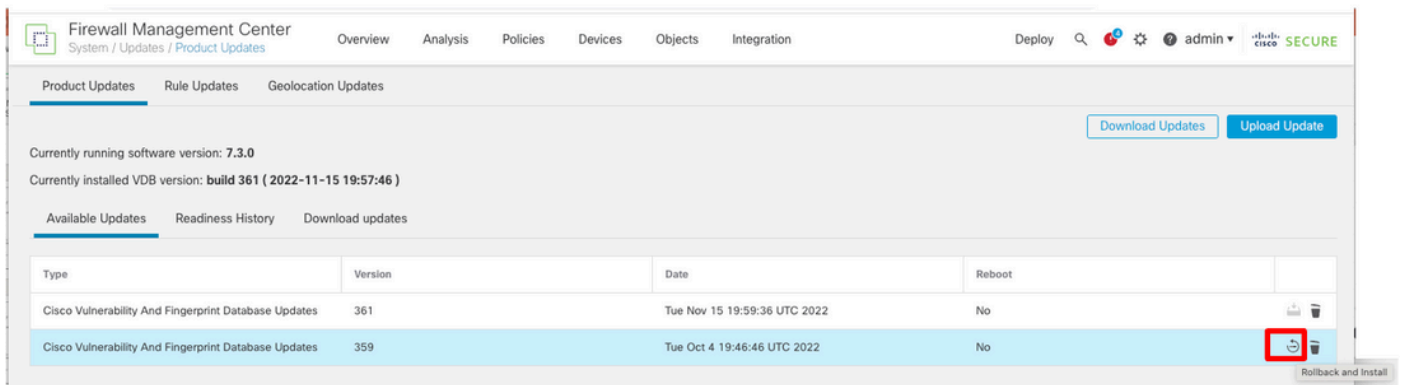 Firewall Management Center
System / Updates / Product Updates
Overview Analysis Policies Devices Objects Integration Deploy 4 admin cisco SECURE
Product Updates Rule Updates Geolocation Updates
Download Updates Upload Update
Currently running software version: 7.3.0
Currently installed VDB version: build 361 ( 2022-11-15 19:57:46 )
Available Updates Readiness History Download updates
Type Version Date Reboot
Cisco Vulnerability And Fingerprint Database Updates 361 Tue Nov 15 19:59:36 UTC 2022 No
Cisco Vulnerability And Fingerprint Database Updates 359 Tue Oct 4 19:46:46 UTC 2022 No
Rollback and Install